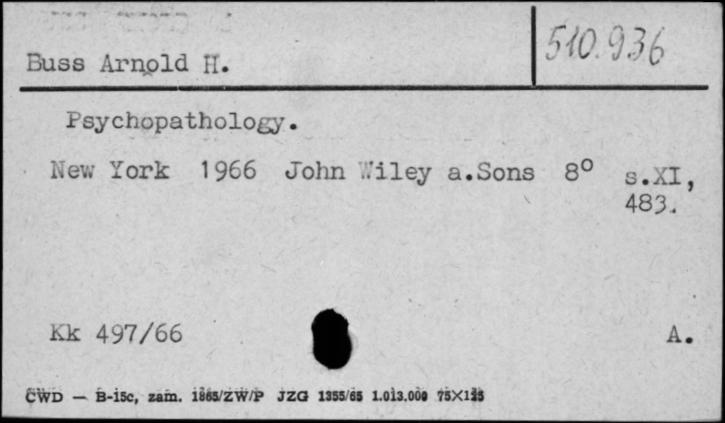 Buss Arnold H.
510.936
Psychopathology.
New York 1966 John Wiley a.Sons 8° s.XI,
483.
Kk 497/66
A.
CWD — B-15c, zam. 1865/ZW/P JZG 1355/65 1.013.000 75X125